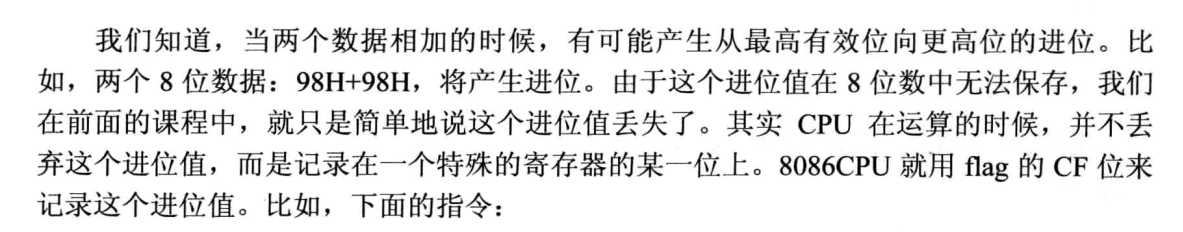 我们知道，当两个数据相加的时候，有可能产生从最高有效位向更高位的进位。比
如，两个 8 位数据：98H+98H，将产生进位。由于这个进位值在 8 位数中无法保存，我们
在前面的课程中，就只是简单地说这个进位值丢失了。其实 CPU 在运算的时候，并不丢
弃这个进位值，而是记录在一个特殊的寄存器的某一位上。8086CPU 就用 flag 的 CF 位来
记录这个进位值。比如，下面的指令：